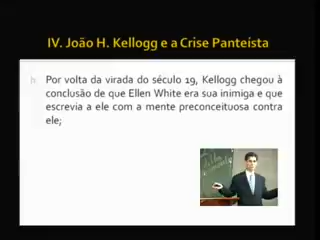 IV. João H. Kellogg e a Crise Panteísta
h. Por volta da virada do século 19, Kellogg chegou à
conclusão de que Ellen White era sua inimiga e que
escrevia a ele com a mente preconceituosa contra
ele;